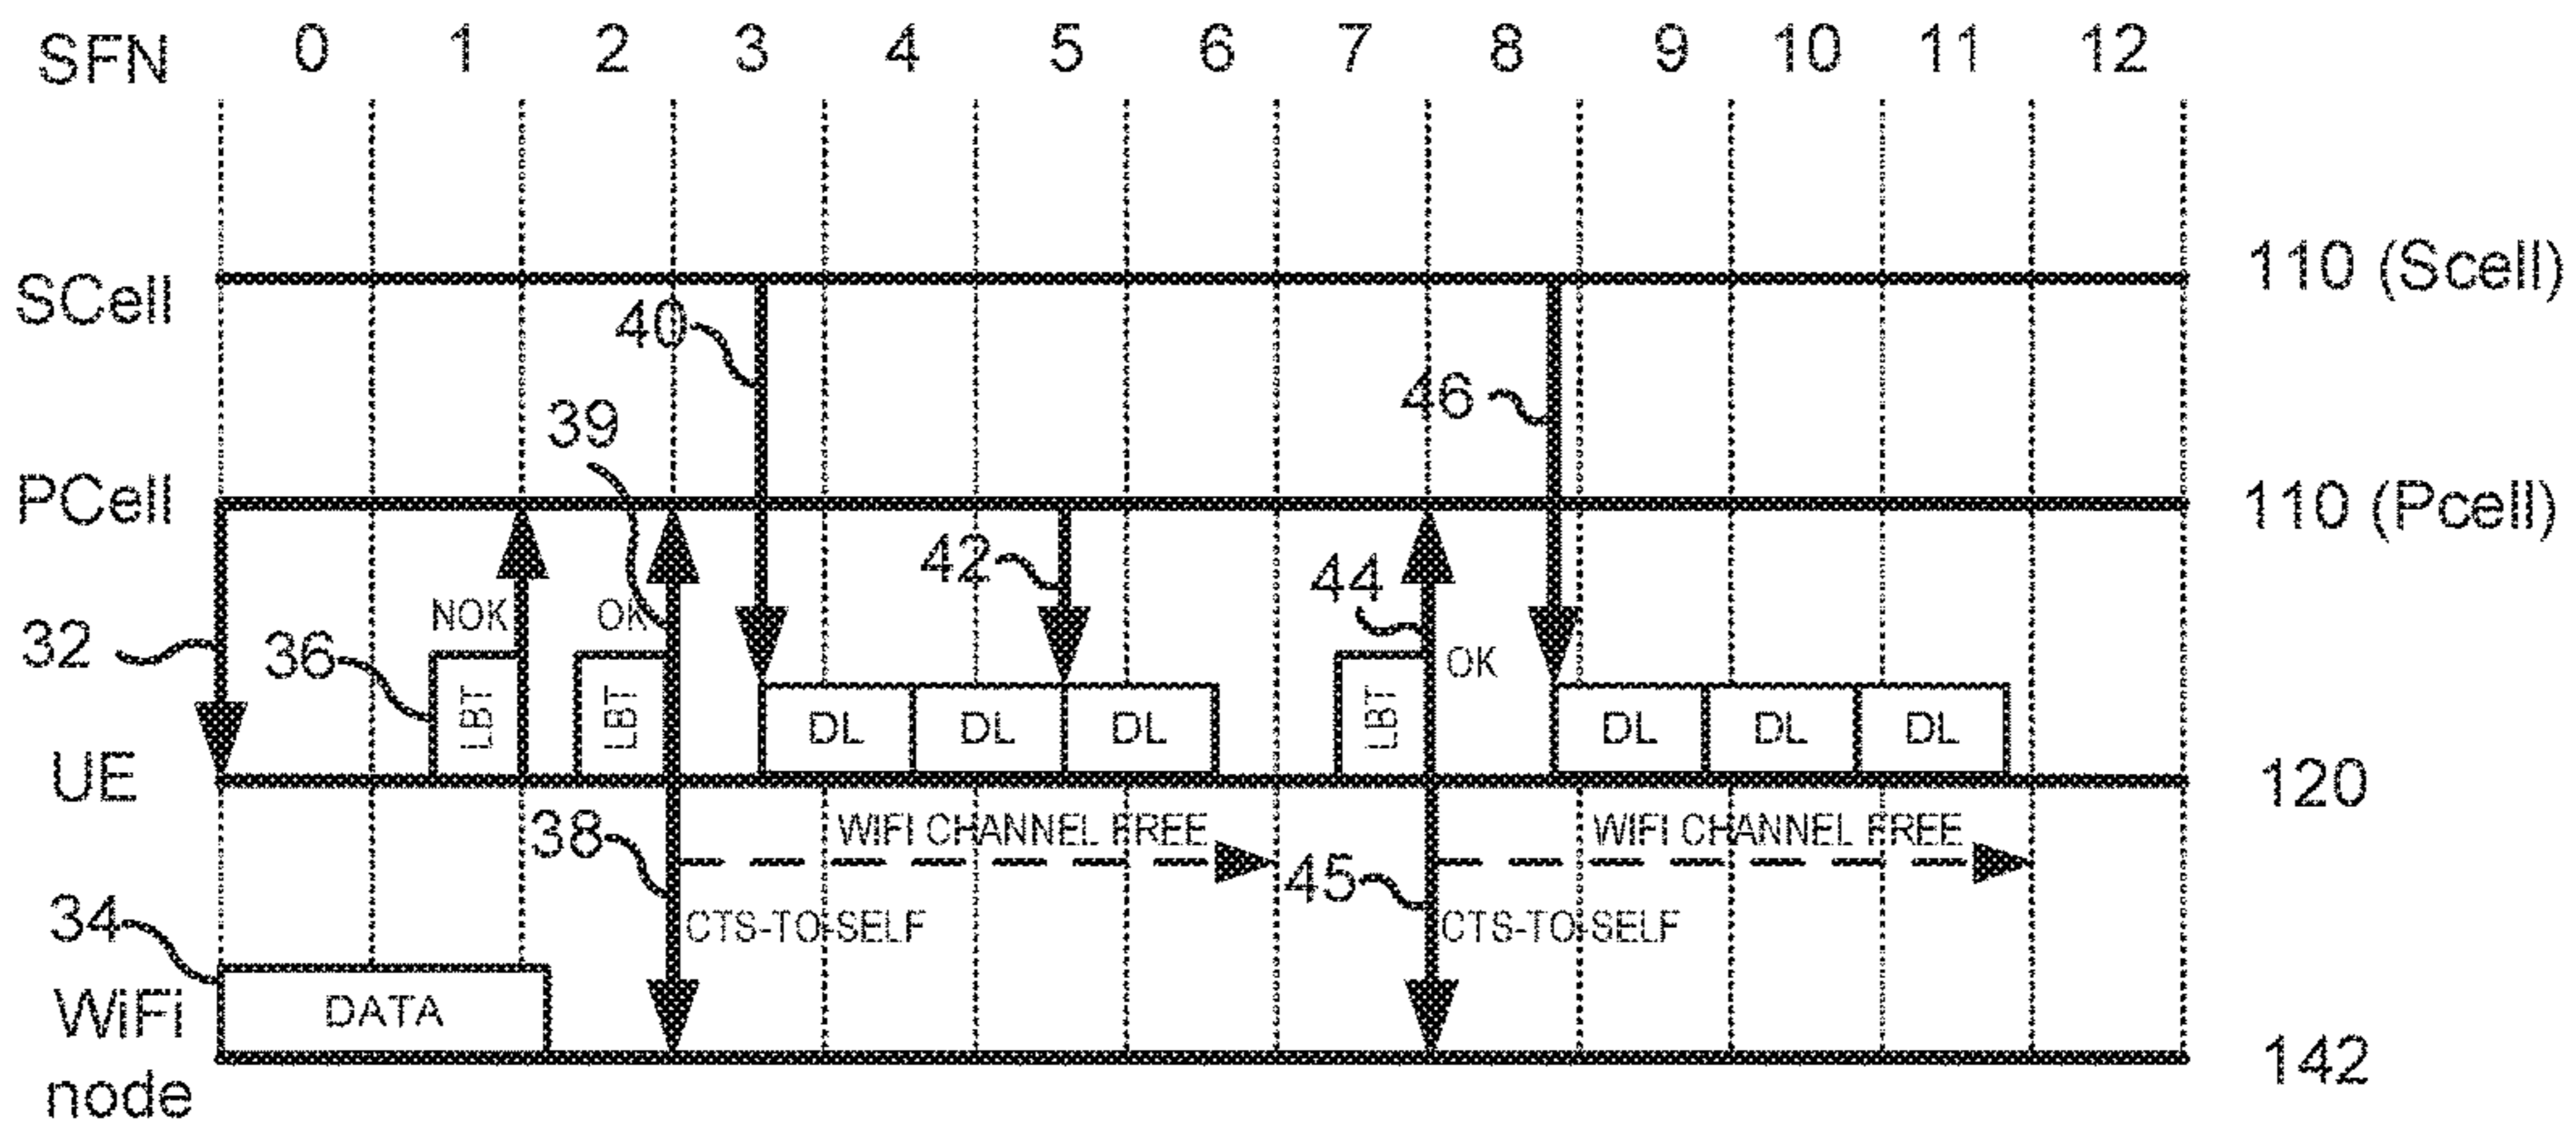 SFN 0 1 2 3 4 5 6 7 8 9 10 11 12
SCell 110 (Scell)
40
46
39
PCell 110 (Pcell)
42
44
NOK OK
32
36
OK
LBT LBT LBT
DL DL DL DL DL DL
UE 120
38 WIFI CHANNEL FREE WIFI CHANNEL FREE
45
34 CTS-TO-SELF CTS-TO-SELF
WiFi DATA
node 142